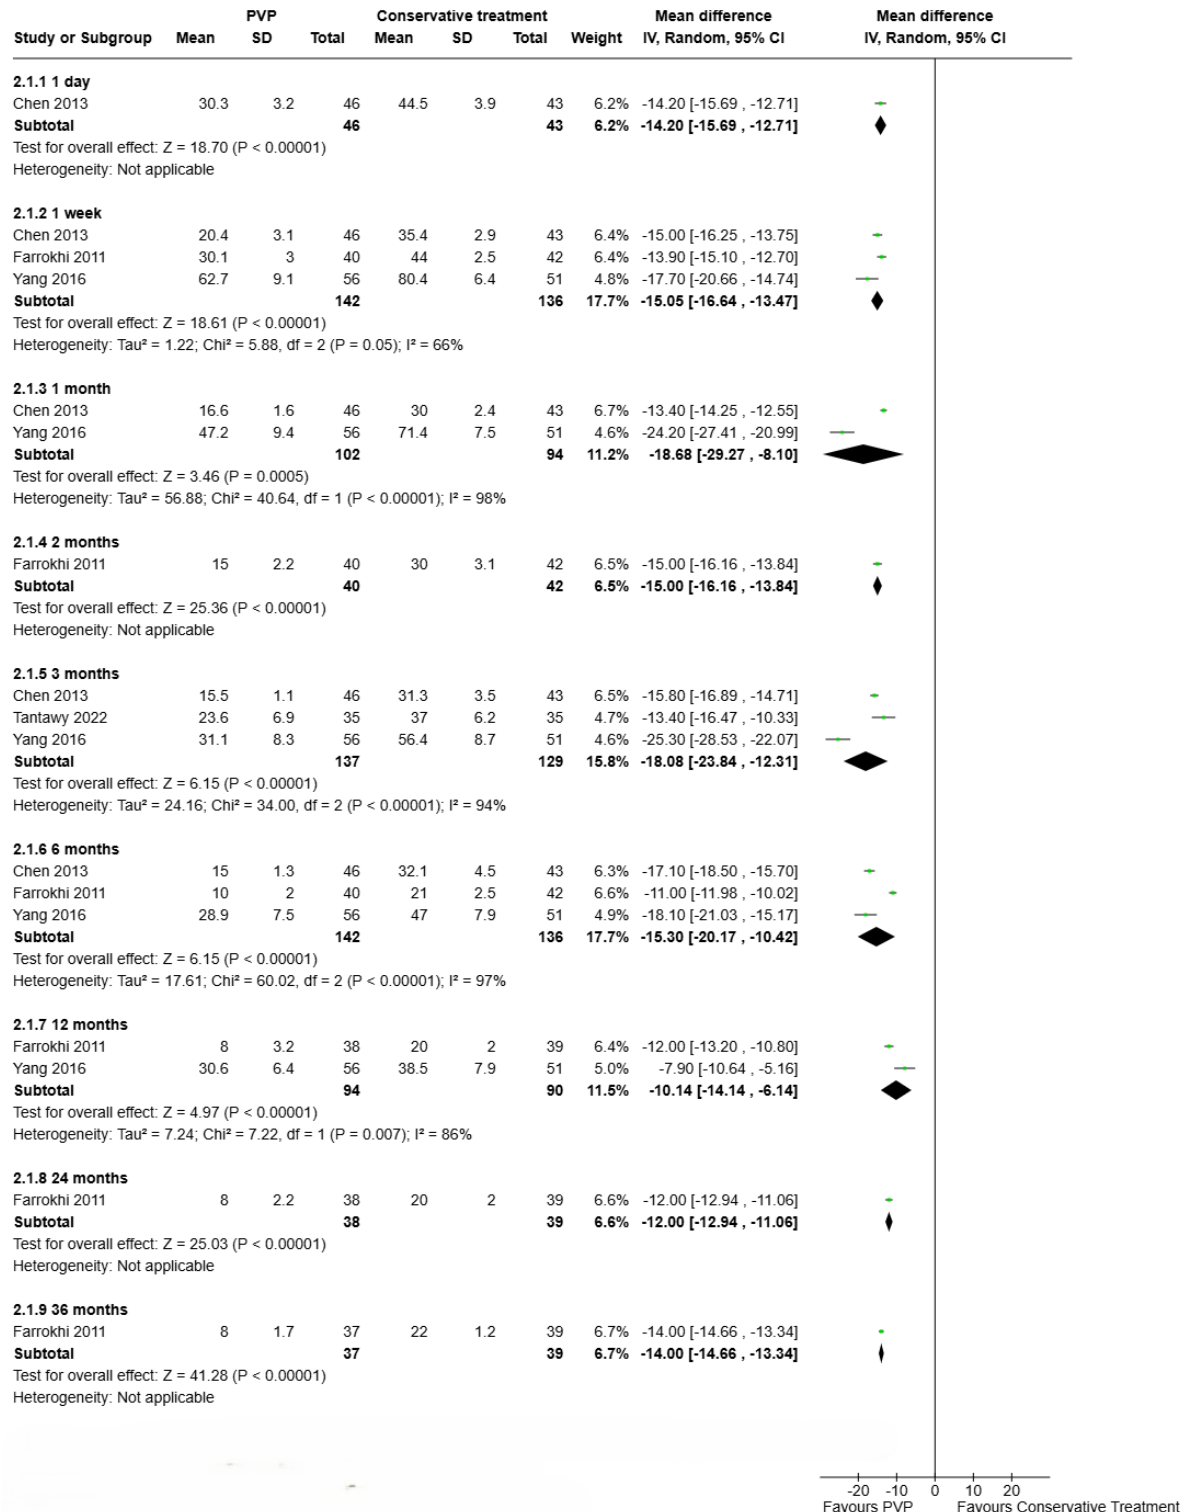 PVP Conservative treatment Mean difference Mean difference
Study or Subgroup Mean SD Total Mean SD Total Weight IV, Random, 95% CI IV, Random, 95% CI
2.1.1 1 day
Chen 2013 30.3 3.2 46 44.5 3.9 43 6.2% -14.20 [-15.69 , -12.71]
Subtotal 46 43 6.2% -14.20 [-15.69 , -12.71]
Test for overall effect: Z = 18.70 (P < 0.00001)
Heterogeneity: Not applicable
2.1.2 1 week
Chen 2013 20.4 3.1 46 35.4 2.9 43 6.4% -15.00 [-16.25 , -13.75]
Farrokhi 2011 30.1 3 40 44 2.5 42 6.4% -13.90 [-15.10 , -12.70]
Yang 2016 62.7 9.1 56 80.4 6.4 51 4.8% -17.70 [-20.66 , -14.74]
Subtotal 142 136 17.7% -15.05 [-16.64 , -13.47]
Test for overall effect: Z = 18.61 (P < 0.00001)
Heterogeneity: Tau² = 1.22; Chi² = 5.88, df = 2 (P = 0.05); I² = 66%
2.1.3 1 month
Chen 2013 16.6 1.6 46 30 2.4 43 6.7% -13.40 [-14.25 , -12.55]
Yang 2016 47.2 9.4 56 71.4 7.5 51 4.6% -24.20 [-27.41 , -20.99]
Subtotal 102 94 11.2% -18.68 [-29.27 , -8.10]
Test for overall effect: Z = 3.46 (P = 0.0005)
Heterogeneity: Tau² = 56.88; Chi² = 40.64, df = 1 (P < 0.00001); I² = 98%
2.1.4 2 months
Farrokhi 2011 15 2.2 40 30 3.1 42 6.5% -15.00 [-16.16 , -13.84]
Subtotal 40 42 6.5% -15.00 [-16.16 , -13.84]
Test for overall effect: Z = 25.36 (P < 0.00001)
Heterogeneity: Not applicable
2.1.5 3 months
Chen 2013 15.5 1.1 46 31.3 3.5 43 6.5% -15.80 [-16.89 , -14.71]
Tantawy 2022 23.6 6.9 35 37 6.2 35 4.7% -13.40 [-16.47 , -10.33]
Yang 2016 31.1 8.3 56 56.4 8.7 51 4.6% -25.30 [-28.53 , -22.07]
Subtotal 137 129 15.8% -18.08 [-23.84 , -12.31]
Test for overall effect: Z = 6.15 (P < 0.00001)
Heterogeneity: Tau² = 24.16; Chi² = 34.00, df = 2 (P < 0.00001); I² = 94%
2.1.6 6 months
Chen 2013 15 1.3 46 32.1 4.5 43 6.3% -17.10 [-18.50 , -15.70]
Farrokhi 2011 10 2 40 21 2.5 42 6.5% -11.00 [-11.98 , -10.02]
Yang 2016 28.9 7.5 56 47 7.9 51 4.9% -18.10 [-21.03 , -15.17]
Subtotal 142 136 17.7% -15.30 [-20.17 , -10.42]
Test for overall effect: Z = 6.15 (P < 0.00001)
Heterogeneity: Tau² = 17.61; Chi² = 60.02, df = 2 (P < 0.00001); I² = 97%
2.1.7 12 months
Farrokhi 2011 8 3.2 38 20 2 39 6.4% -12.00 [-13.20 , -10.80]
Yang 2016 30.6 6.4 56 38.5 7.9 51 5.0% -7.90 [-10.64 , -5.16]
Subtotal 94 90 11.5% -10.14 [-14.14 , -6.14]
Test for overall effect: Z = 4.97 (P < 0.00001)
Heterogeneity: Tau² = 7.24; Chi² = 7.22, df = 1 (P = 0.007); I² = 86%
2.1.8 24 months
Farrokhi 2011 8 2.2 38 20 2 39 6.6% -12.00 [-12.94 , -11.06]
Subtotal 38 39 6.6% -12.00 [-12.94 , -11.06]
Test for overall effect: Z = 25.03 (P < 0.00001)
Heterogeneity: Not applicable
2.1.9 36 months
Farrokhi 2011 8 1.7 37 22 1.2 39 6.7% -14.00 [-14.66 , -13.34]
Subtotal 37 39 6.7% -14.00 [-14.66 , -13.34]
Test for overall effect: Z = 41.28 (P < 0.00001)
Heterogeneity: Not applicable
-20 -10 0 10 20
Favours PVP Favours Conservative Treatment